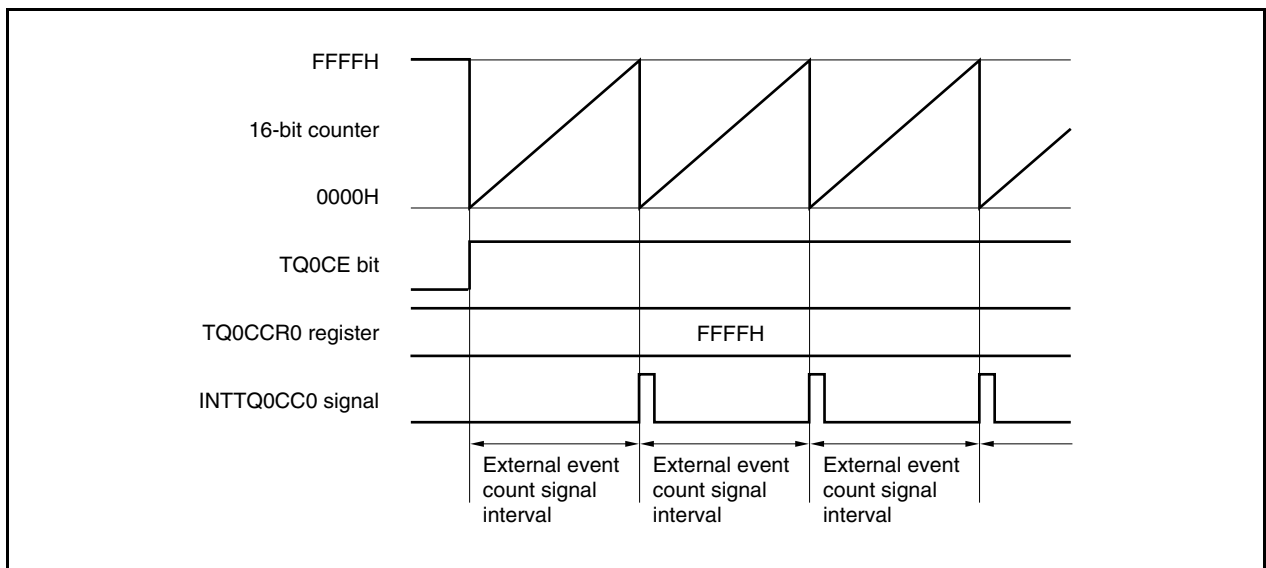 FFFFH
16-bit counter
0000H
TQ0CE bit
TQ0CCR0 register
FFFFH
INTTQ0CC0 signal
External event
count signal
interval
External event
count signal
interval
External event
count signal
interval